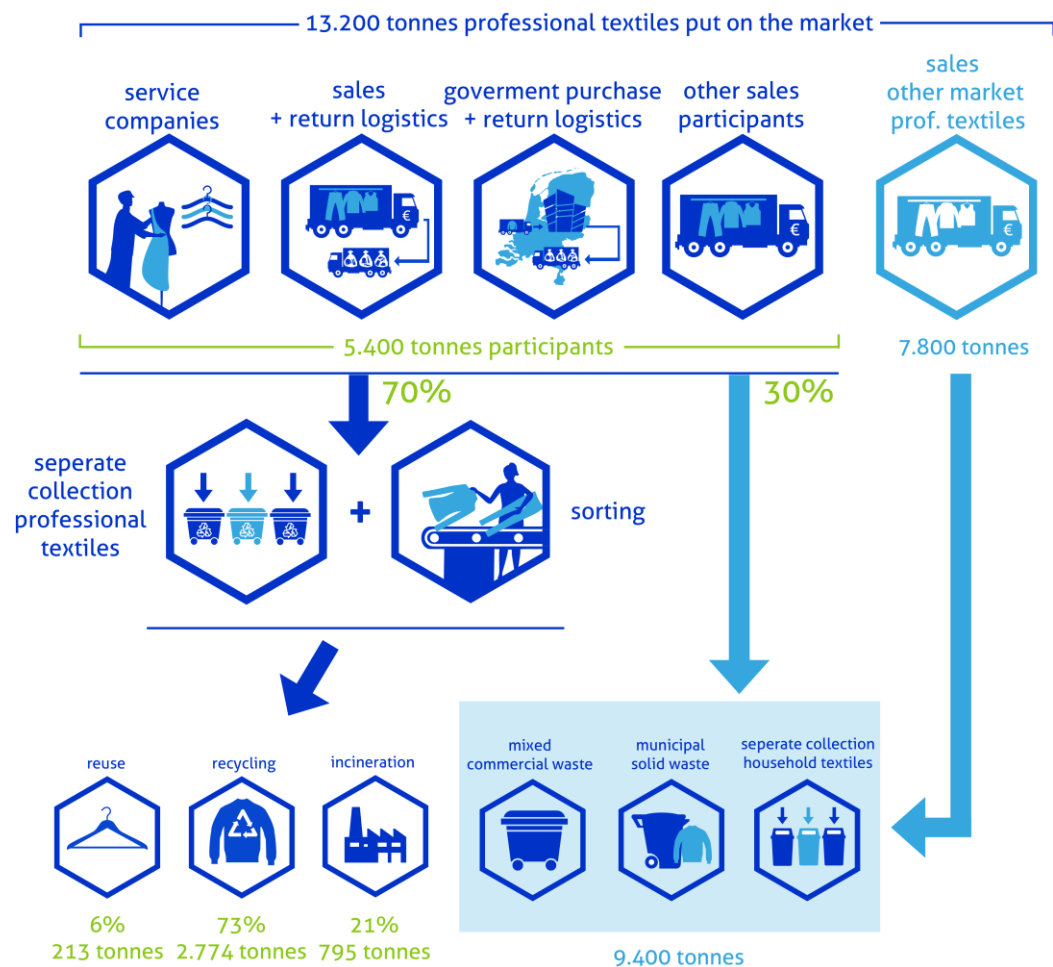 13.200 tonnes professional textiles put on the market
service
companies
sales
+ return logistics
goverment purchase
+ return logistics
other sales
participants
sales
other market
prof. textiles
€
€
€
5.400 tonnes participants
7.800 tonnes
70%
30%
seperate
collection
professional
textiles
+
sorting
reuse
recycling
incineration
mixed
commercial waste
municipal
solid waste
seperate collection
household textiles
6%
213 tonnes
73%
2.774 tonnes
21%
795 tonnes
9.400 tonnes